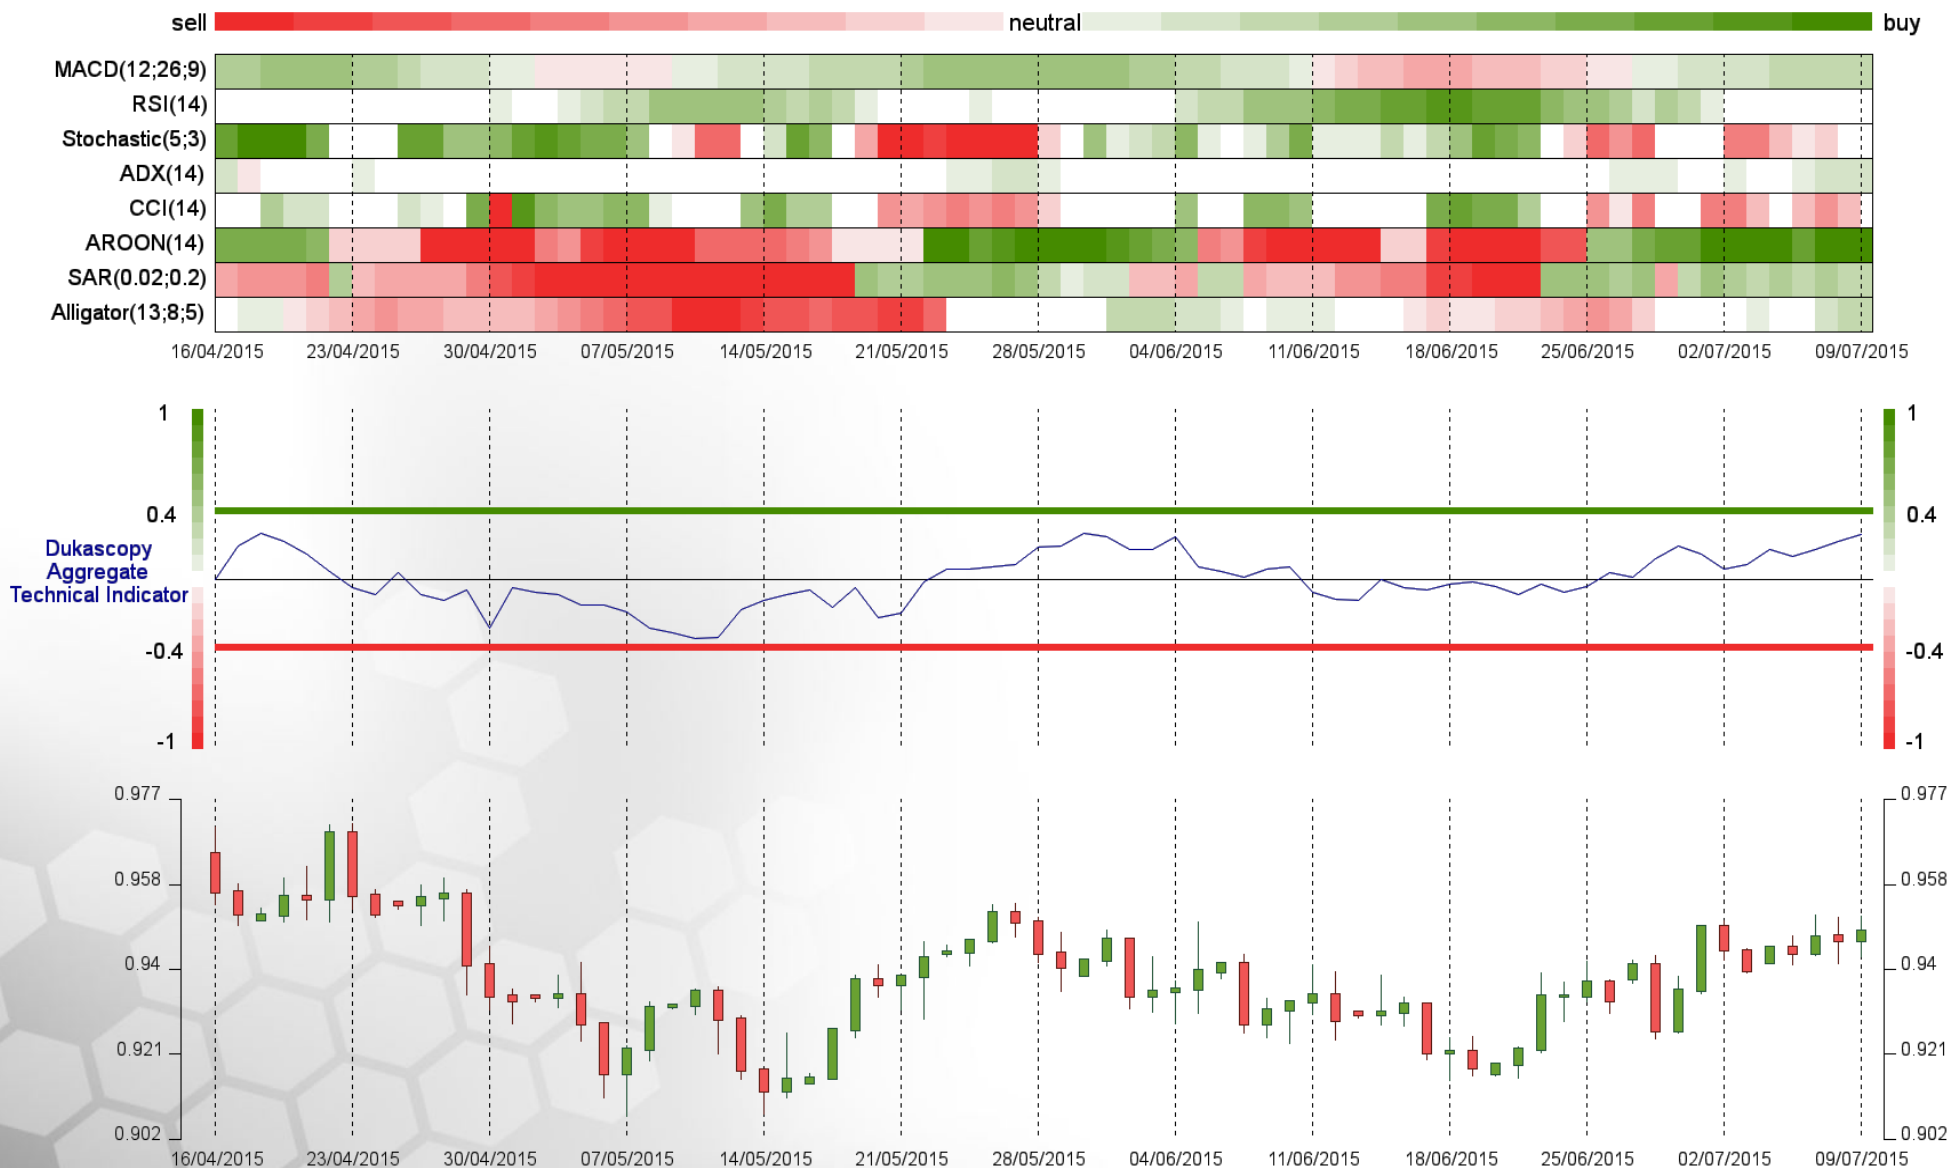 sell neutral buy
MACD(12;26;9)
RSI(14)
Stochastic(5;3)
ADX(14)
CCI(14)
AROON(14)
SAR(0.02;0.2)
Alligator(13;8;5)
16/04/2015 23/04/2015 30/04/2015 07/05/2015 14/05/2015 21/05/2015 28/05/2015 04/06/2015 11/06/2015 18/06/2015 25/06/2015 02/07/2015 09/07/2015
1 1
0.4 0.4
Dukascopy
Aggregate
Technical Indicator
-0.4 -0.4
-1 -1
0.977 0.977
0.958 0.958
0.94 0.94
0.921 0.921
0.902 0.902
16/04/2015 23/04/2015 30/04/2015 07/05/2015 14/05/2015 21/05/2015 28/05/2015 04/06/2015 11/06/2015 18/06/2015 25/06/2015 02/07/2015 09/07/2015